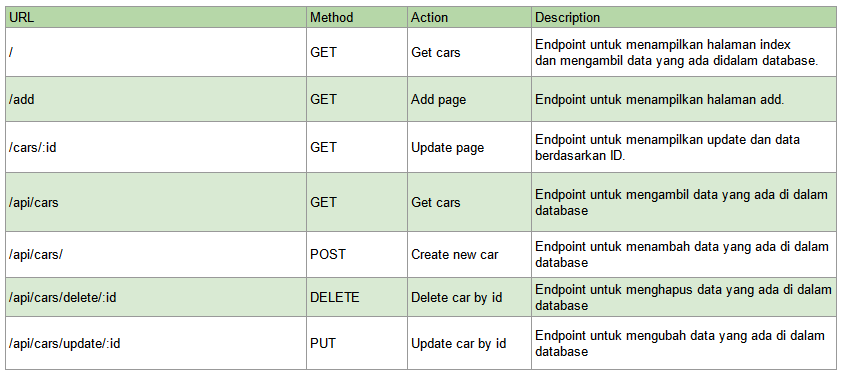 URL Method Action Description
/ GET Get cars Endpoint untuk menampilkan halaman index
dan mengambil data yang ada didalam database.
/add GET Add page Endpoint untuk menampilkan halaman add.
/cars/:id GET Update page Endpoint untuk menampilkan update dan data
berdasarkan ID.
/api/cars GET Get cars Endpoint untuk mengambil data yang ada di dalam
database
/api/cars/ POST Create new car Endpoint untuk menambah data yang ada di dalam
database
/api/cars/delete/:id DELETE Delete car by id Endpoint untuk menghapus data yang ada di dalam
database
/api/cars/update/:id PUT Update car by id Endpoint untuk mengubah data yang ada di dalam
database